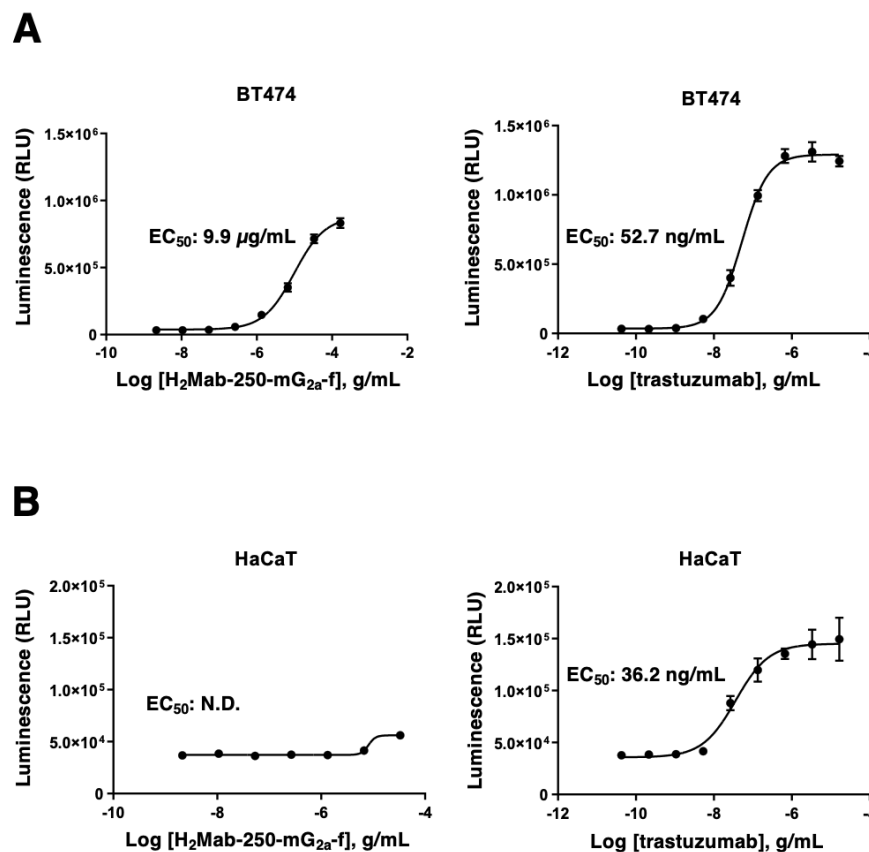 A
BT474
Luminescence (RLU)
1.5×10⁶
1.0×10⁶
5.0×10⁵
0
EC₅₀: 9.9 µg/mL
-10 -8 -6 -4 -2
Log [H₂Mab-250-mG₂ₐ-f], g/mL
BT474
Luminescence (RLU)
1.5×10⁶
1.0×10⁶
5.0×10⁵
0
EC₅₀: 52.7 ng/mL
-12 -10 -8 -6
Log [trastuzumab], g/mL
B
HaCaT
Luminescence (RLU)
2.0×10⁵
1.5×10⁵
1.0×10⁵
5.0×10⁴
0
EC₅₀: N.D.
-10 -8 -6 -4
Log [H₂Mab-250-mG₂ₐ-f], g/mL
HaCaT
Luminescence (RLU)
2.0×10⁵
1.5×10⁵
1.0×10⁵
5.0×10⁴
0
EC₅₀: 36.2 ng/mL
-12 -10 -8 -6
Log [trastuzumab], g/mL